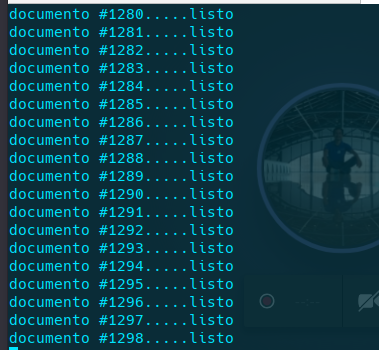 documento #1280.....listo
documento #1281.....listo
documento #1282.....listo
documento #1283.....listo
documento #1284.....listo
documento #1285.....listo
documento #1286.....listo
documento #1287.....listo
documento #1288.....listo
documento #1289.....listo
documento #1290.....listo
documento #1291.....listo
documento #1292.....listo
documento #1293.....listo
documento #1294.....listo
documento #1295.....listo
documento #1296.....listo
documento #1297.....listo
documento #1298.....listo